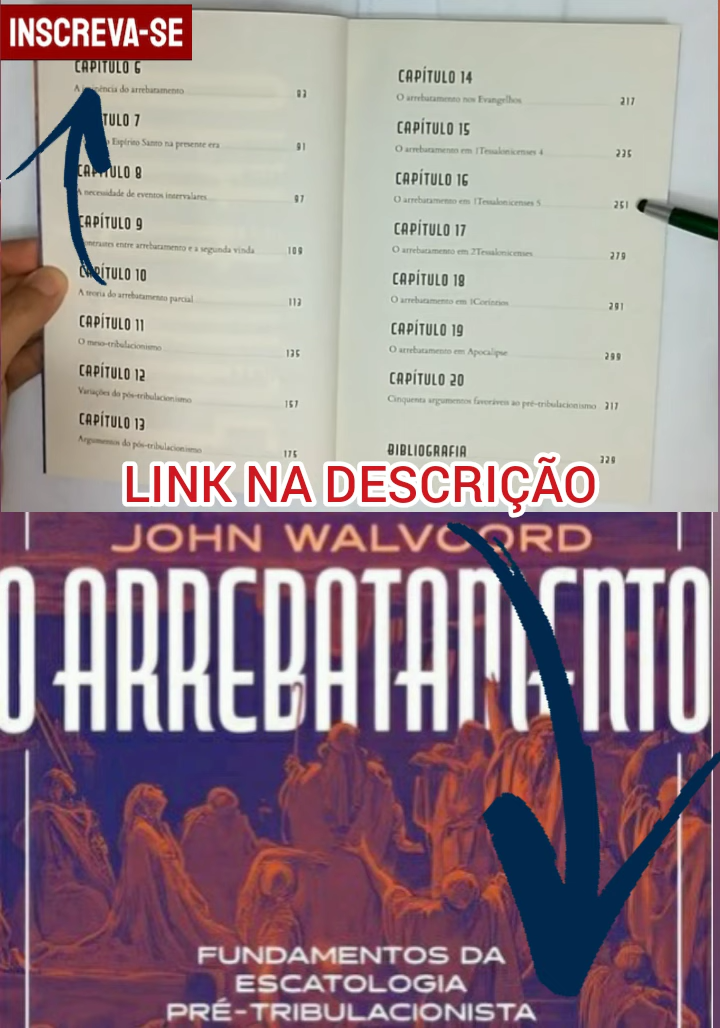 INSCREVA-SE
CAPÍTULO 6
A do arrebatamento 83
TULO 7
Espírito Santo na presente era 91
CAPÍTULO 8
A necessidade de eventos intervalares 97
CAPÍTULO 9
entre arrebatamento e a segunda vinda 109
CAPÍTULO 10
A teoria do arrebatamento parcial 113
CAPÍTULO 11
O meso-tribulacionismo 135
CAPÍTULO 12
Variações do pós-tribulacionismo 157
CAPÍTULO 13
Argumentos do pós-tribulacionismo 175
CAPÍTULO 14
O arrebatamento nos Evangelhos 217
CAPÍTULO 15
O arrebatamento em 1Tessalonicenses 4 235
CAPÍTULO 16
O arrebatamento em 1Tessalonicenses 5 261
CAPÍTULO 17
O arrebatamento em 2Tessalonicenses 279
CAPÍTULO 18
O arrebatamento em 1Coríntios 291
CAPÍTULO 19
O arrebatamento em Apocalipse 299
CAPÍTULO 20
Cinquenta argumentos favoráveis ao pré-tribulacionismo 317
BIBLIOGRAFIA 329
LINK NA DESCRIÇÃO
JOHN WALVOORD
O ARREBATAMENTO
FUNDAMENTOS DA
ESCATOLOGIA
PRÉ-TRIBULACIONISTA